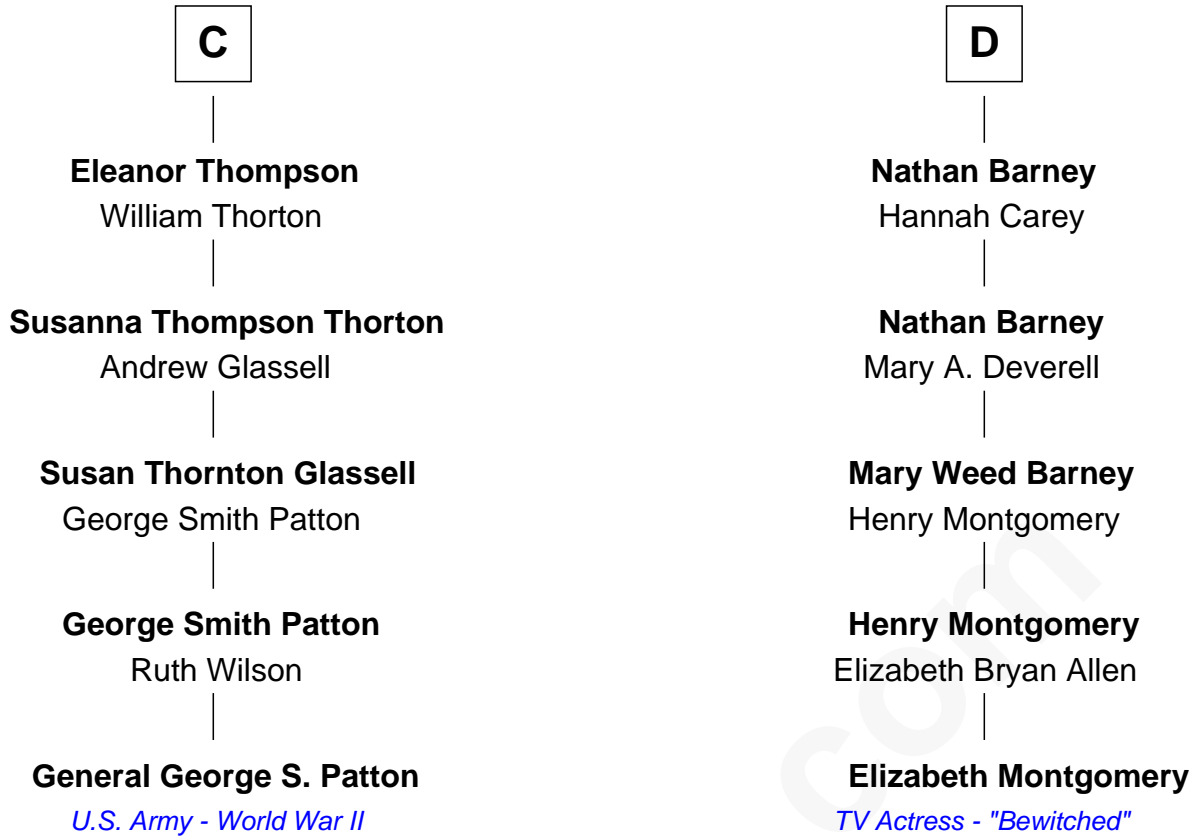 C
Eleanor Thompson
William Thorton
Susanna Thompson Thorton
Andrew Glassell
Susan Thornton Glassell
George Smith Patton
George Smith Patton
Ruth Wilson
General George S. Patton
U.S. Army - World War II
D
Nathan Barney
Hannah Carey
Nathan Barney
Mary A. Deverell
Mary Weed Barney
Henry Montgomery
Henry Montgomery
Elizabeth Bryan Allen
Elizabeth Montgomery
TV Actress - "Bewitched"
com